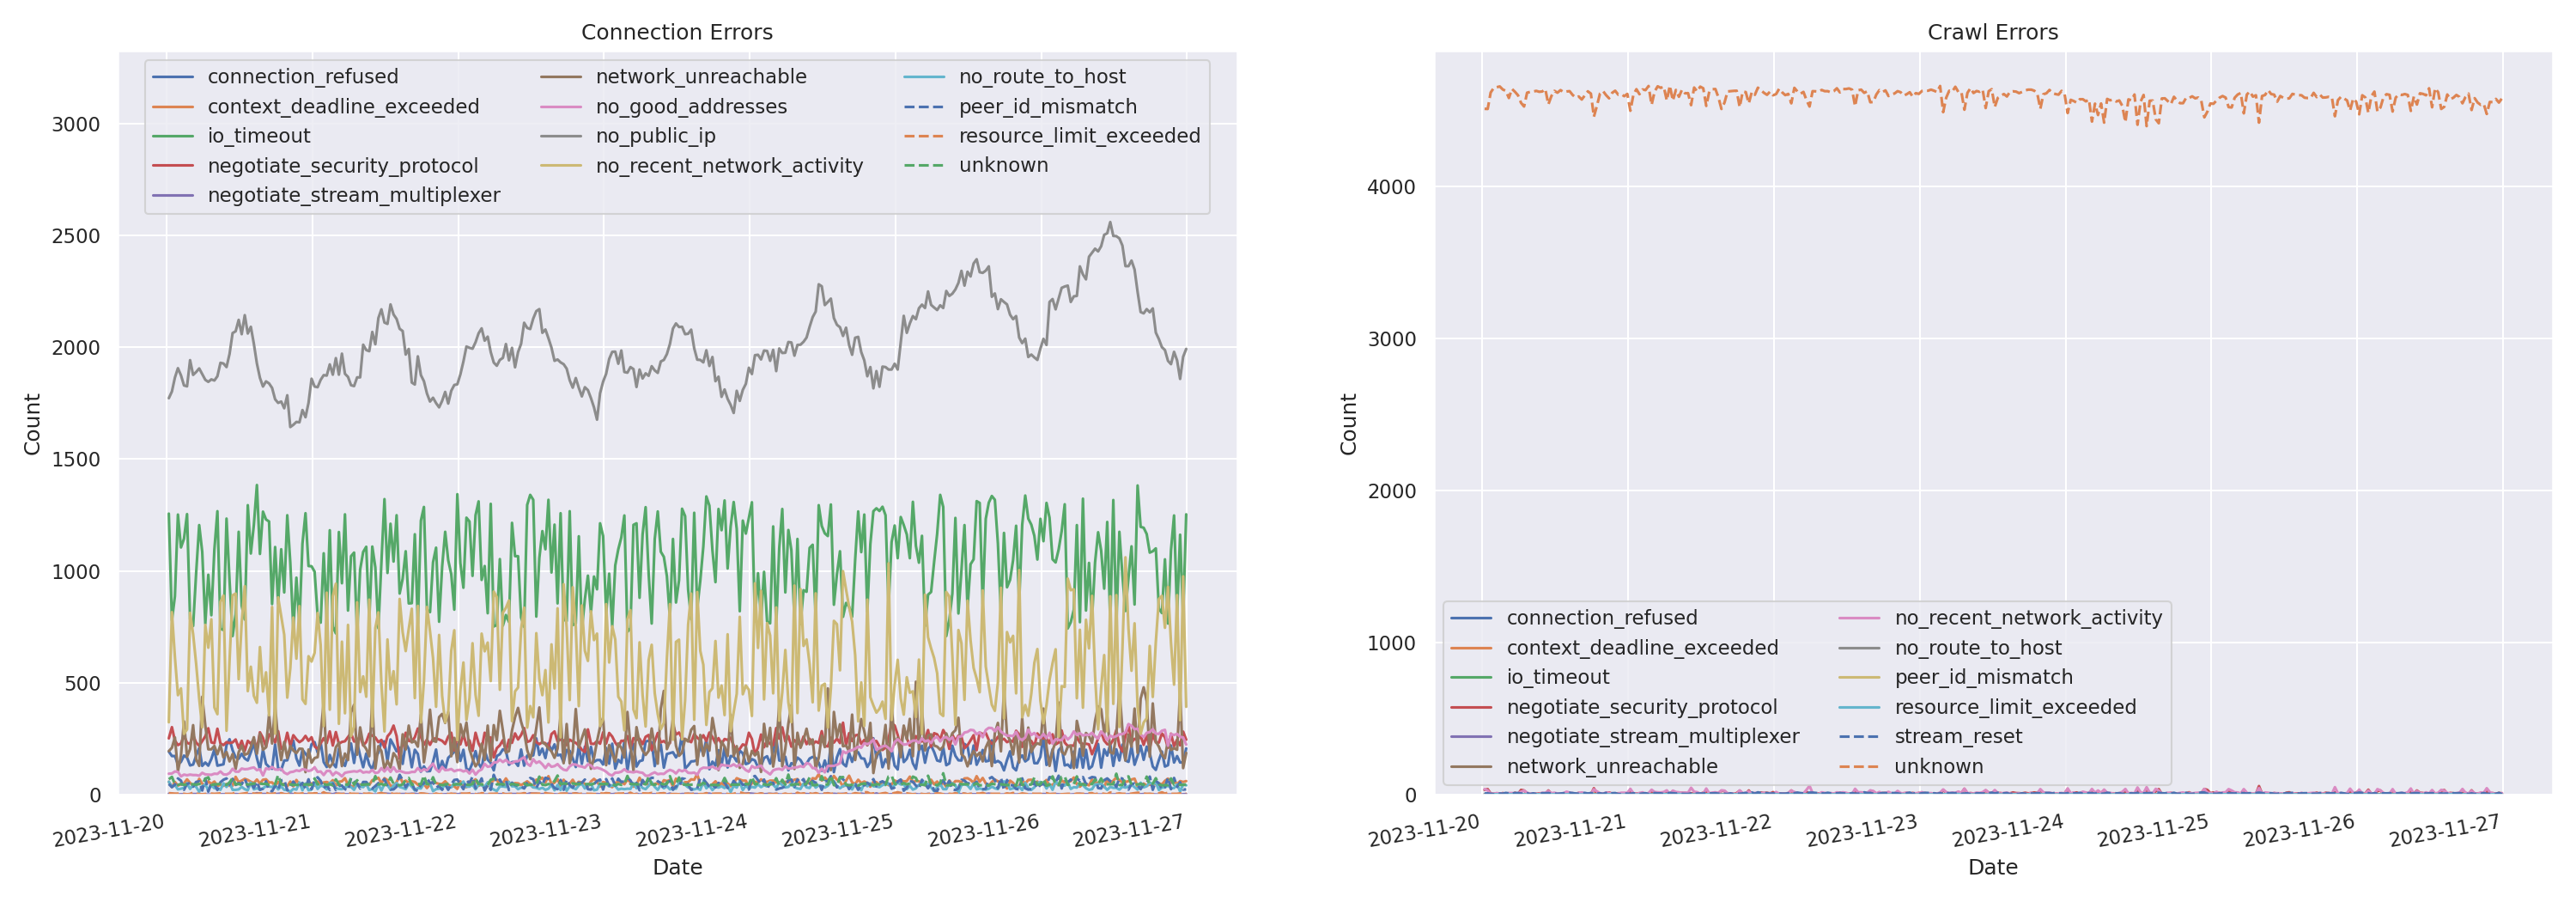 Connection Errors
connection_refused
context_deadline_exceeded
io_timeout
negotiate_security_protocol
negotiate_stream_multiplexer
network_unreachable
no_good_addresses
no_public_ip
no_recent_network_activity
no_route_to_host
peer_id_mismatch
resource_limit_exceeded
unknown
3000
2500
2000
1500
1000
500
0
Count
2023-11-20
2023-11-21
2023-11-22
2023-11-23
2023-11-24
2023-11-25
2023-11-26
2023-11-27
Date
Crawl Errors
4000
3000
2000
1000
0
Count
connection_refused
context_deadline_exceeded
io_timeout
negotiate_security_protocol
negotiate_stream_multiplexer
network_unreachable
no_recent_network_activity
no_route_to_host
peer_id_mismatch
resource_limit_exceeded
stream_reset
unknown
2023-11-20
2023-11-21
2023-11-22
2023-11-23
2023-11-24
2023-11-25
2023-11-26
2023-11-27
Date